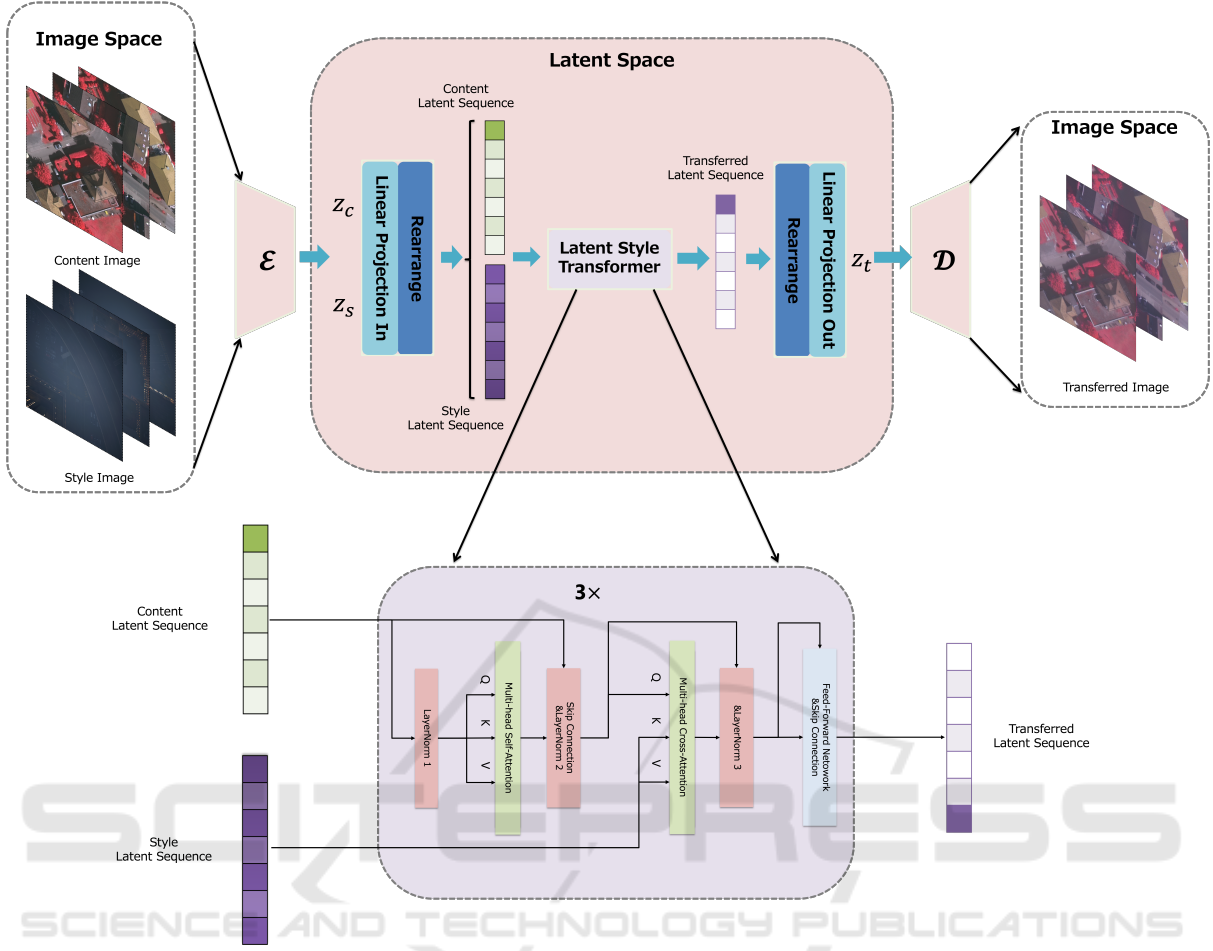 Image Space
Content Image
Style Image
ℰ
Latent Space
Content
Latent Sequence
Z_C
Z_S
Linear Projection In
Rearrange
Style
Latent Sequence
Latent Style
Transformer
Transferred
Latent Sequence
Rearrange
Linear Projection Out
Z_t
𝒟
Image Space
Transferred Image
3×
Content
Latent Sequence
Style
Latent Sequence
LayerNorm 1
Q
K
V
Multi-head Self-Attention
Skip Connection
&LayerNorm 2
Q
K
V
Multi-head Cross-Attention
&LayerNorm 3
Feed-Forward Netowork
&Skip Connection
Transferred
Latent Sequence
SCITEPRESS
SCIENCE AND TECHNOLOGY PUBLICATIONS